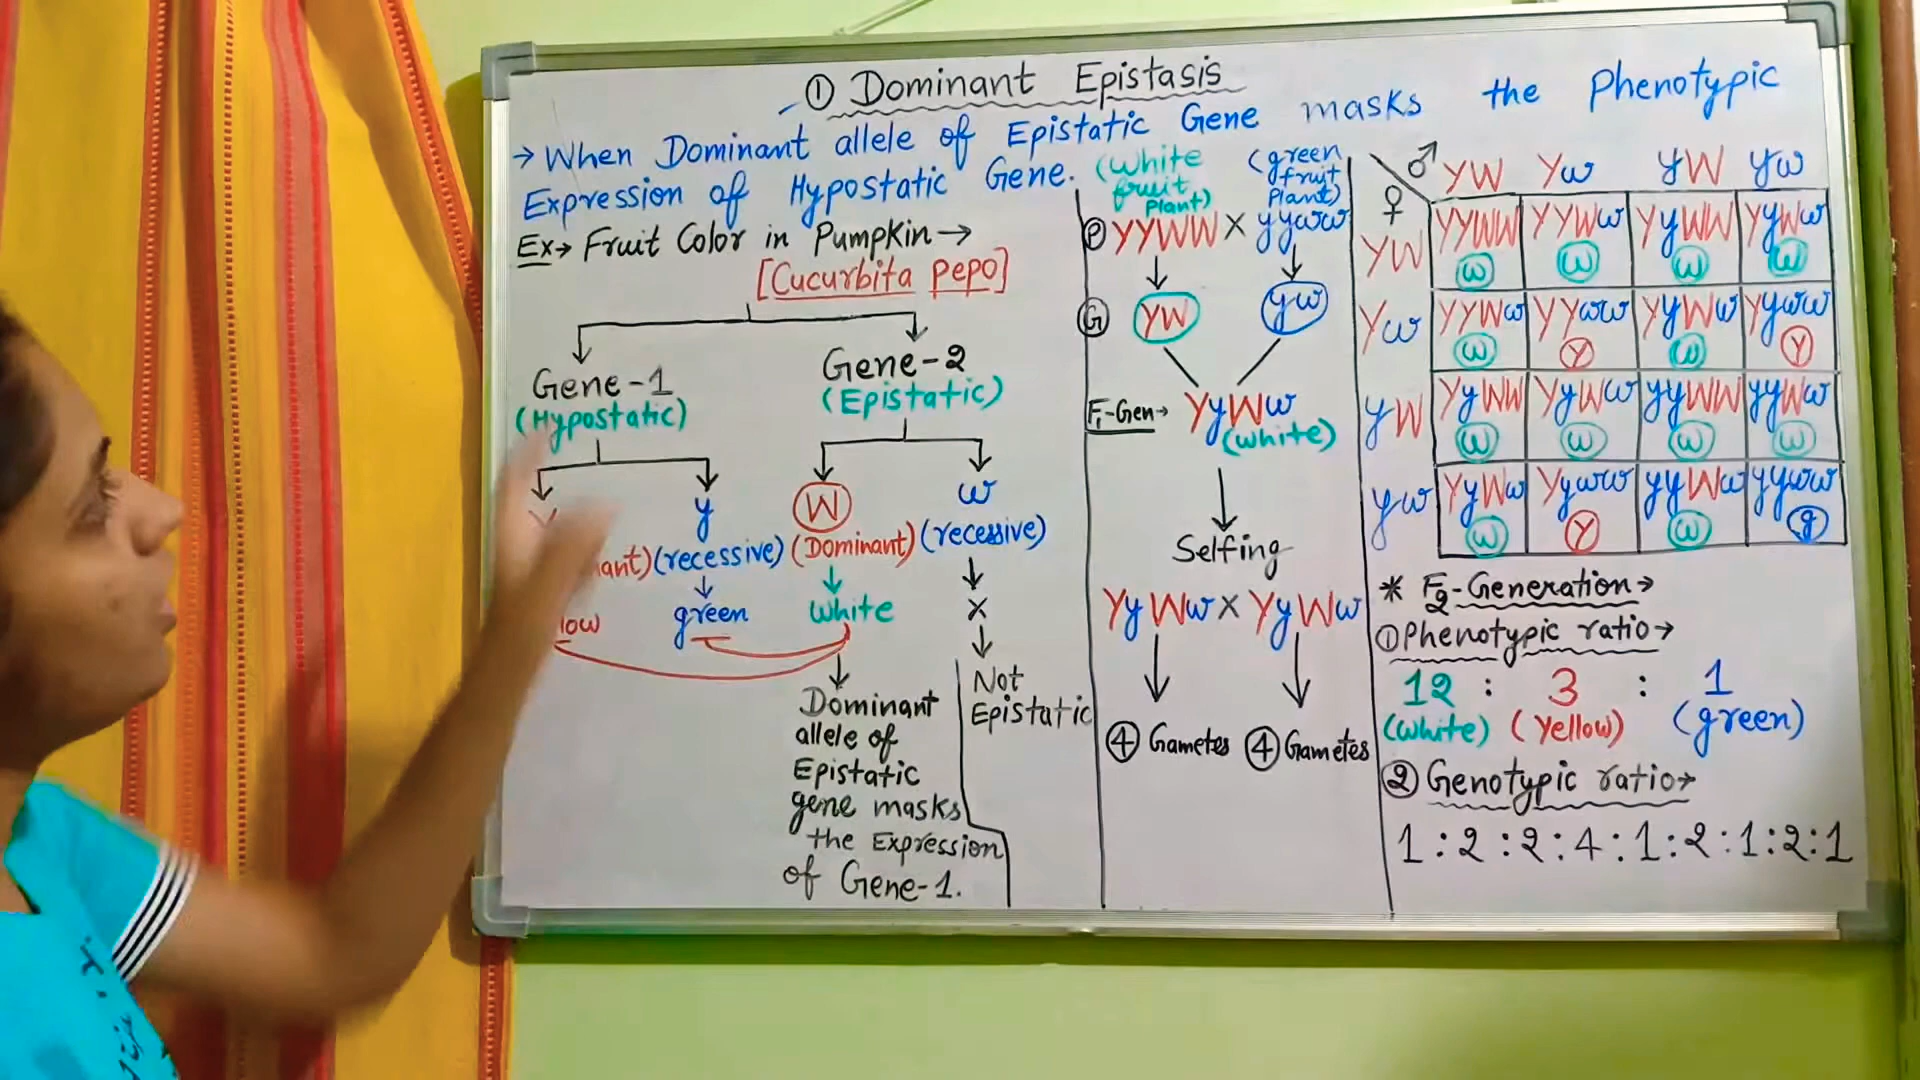 ① Dominant Epistasis
→ When Dominant allele of Epistatic Gene masks the Phenotypic
Expression of Hypostatic Gene.
Ex→ Fruit Color in Pumpkin →
[Cucurbita pepo]
Gene-1
(Hypostatic)
Gene-2
(Epistatic)
y
W
w
ant) (recessive) (Dominant) (recessive)
low
green
white
X
Not
Epistatic
Dominant
allele of
Epistatic
gene masks
the Expression
of Gene-1.
(White
fruit
Plant)
(green
fruit
Plant)
Ⓟ YYWW X yyww
Ⓖ YW yw
F1-Gen→ YyWw
(white)
Selfing
YyWw X YyWw
④ Gametes ④ Gametes
♂ YW Yw yW yw
♀
YW YYWW YYWw YyWW YyWw
W W W W
Yw YYWw YYww YyWw Yyww
W Y W Y
yW YyWW YyWw yyWW yyWw
W W W W
yw YyWw Yyww yyWw yyww
W Y W g
* F2-Generation→
① Phenotypic ratio→
12 : 3 : 1
(white) (Yellow) (green)
② Genotypic ratio→
1 : 2 : 2 : 4 : 1 : 2 : 1 : 2 : 1